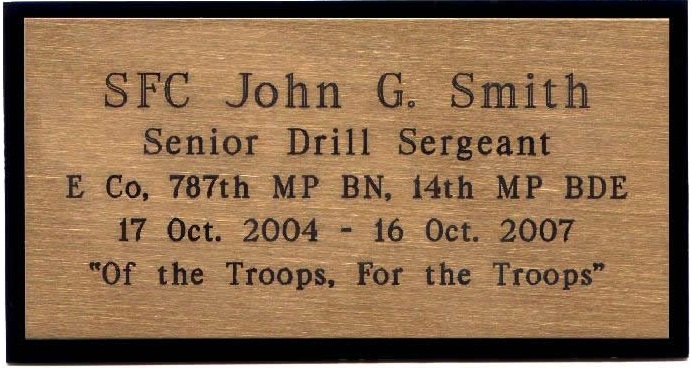 SFC John G. Smith
Senior Drill Sergeant
E Co, 787th MP BN, 14th MP BDE
17 Oct. 2004 - 16 Oct. 2007
"Of the Troops, For the Troops"